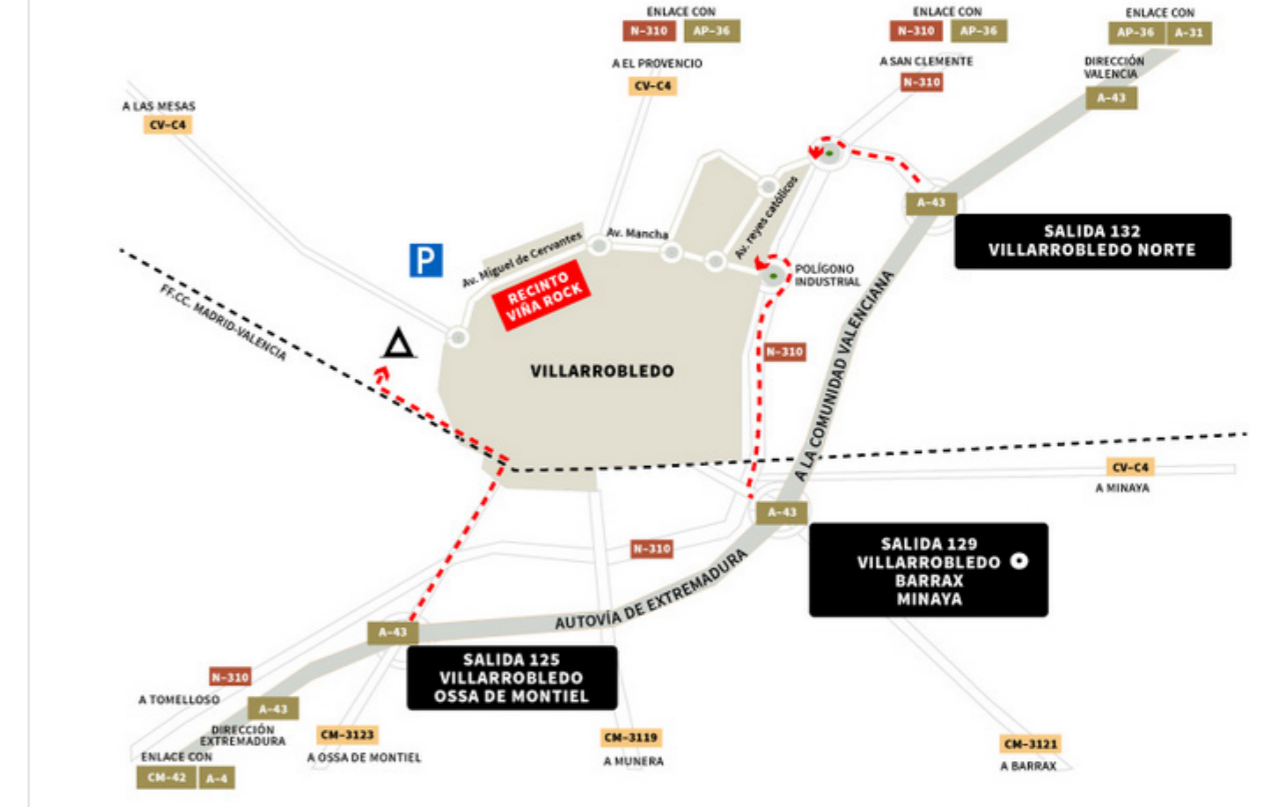 ENLACE CON
N-310 AP-36
A EL PROVENCIO
CV-C4
ENLACE CON
N-310 AP-36
A SAN CLEMENTE
N-310
ENLACE CON
AP-36 A-31
DIRECCIÓN
VALENCIA
A-43
A LAS MESAS
CV-C4
A-43
SALIDA 132
VILLARROBLEDO NORTE
Av. reyes católicos
Av. Mancha
Av. Miguel de Cervantes
P
RECINTO
VIÑA ROCK
POLÍGONO
INDUSTRIAL
FF.CC. MADRID-VALENCIA
N-310
VILLARROBLEDO
A LA COMUNIDAD VALENCIANA
CV-C4
A MINAYA
A-43
SALIDA 129
VILLARROBLEDO
BARRAX
MINAYA
N-310
AUTOVÍA DE EXTREMADURA
A-43
SALIDA 125
VILLARROBLEDO
OSSA DE MONTIEL
N-310
A TOMELLOSO
A-43
DIRECCIÓN
EXTREMADURA
ENLACE CON
CM-42 A-4
CM-3123
A OSSA DE MONTIEL
CM-3119
A MUNERA
CM-3121
A BARRAX